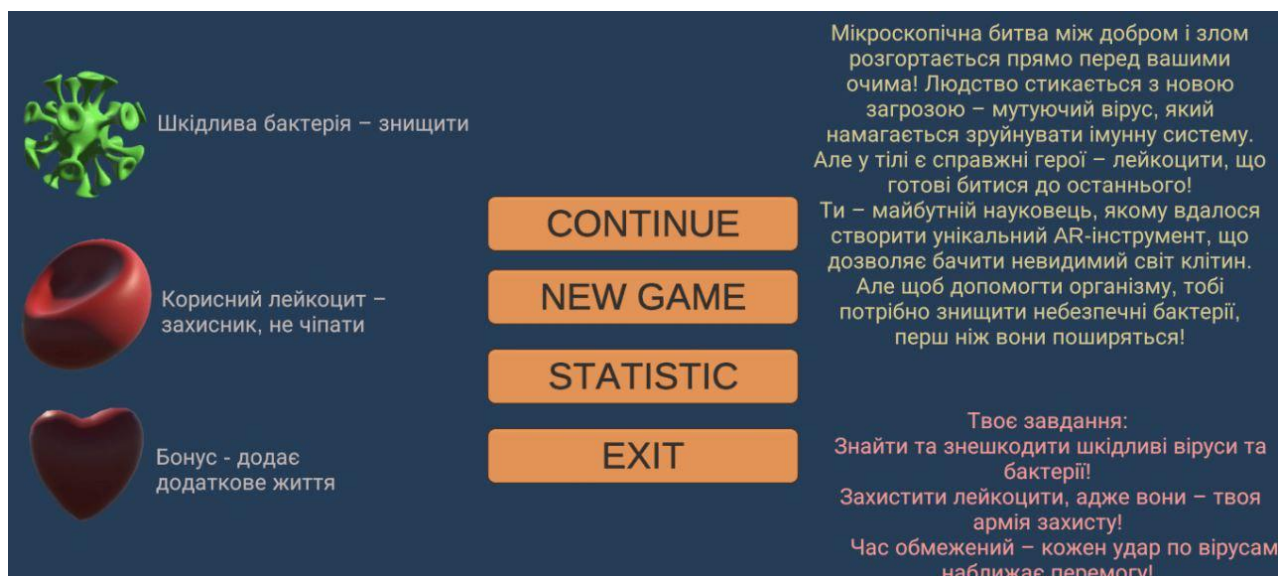 Шкідлива бактерія – знищити
Корисний лейкоцит –
захисник, не чіпати
Бонус - додає
додаткове життя
CONTINUE
NEW GAME
STATISTIC
EXIT
Мікроскопічна битва між добром і злом
розгортається прямо перед вашими
очима! Людство стикається з новою
загрозою – мутуючий вірус, який
намагається зруйнувати імунну систему.
Але у тілі є справжні герої – лейкоцити, що
готові битися до останнього!
Ти – майбутній науковець, якому вдалося
створити унікальний AR-інструмент, що
дозволяє бачити невидимий світ клітин.
Але щоб допомогти організму, тобі
потрібно знищити небезпечні бактерії,
перш ніж вони поширяться!
Твоє завдання:
Знайти та знешкодити шкідливі віруси та
бактерії!
Захистити лейкоцити, адже вони – твоя
армія захисту!
Час обмежений – кожен удар по вірусам
наближає перемогу!